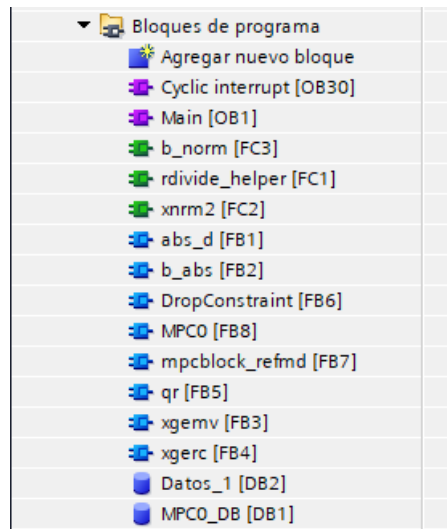 Bloques de programa
Agregar nuevo bloque
Cyclic interrupt [OB30]
Main [OB1]
b_norm [FC3]
rdivide_helper [FC1]
xnrm2 [FC2]
abs_d [FB1]
b_abs [FB2]
DropConstraint [FB6]
MPC0 [FB8]
mpcblock_refmd [FB7]
qr [FB5]
xgemv [FB3]
xgerc [FB4]
Datos_1 [DB2]
MPC0_DB [DB1]